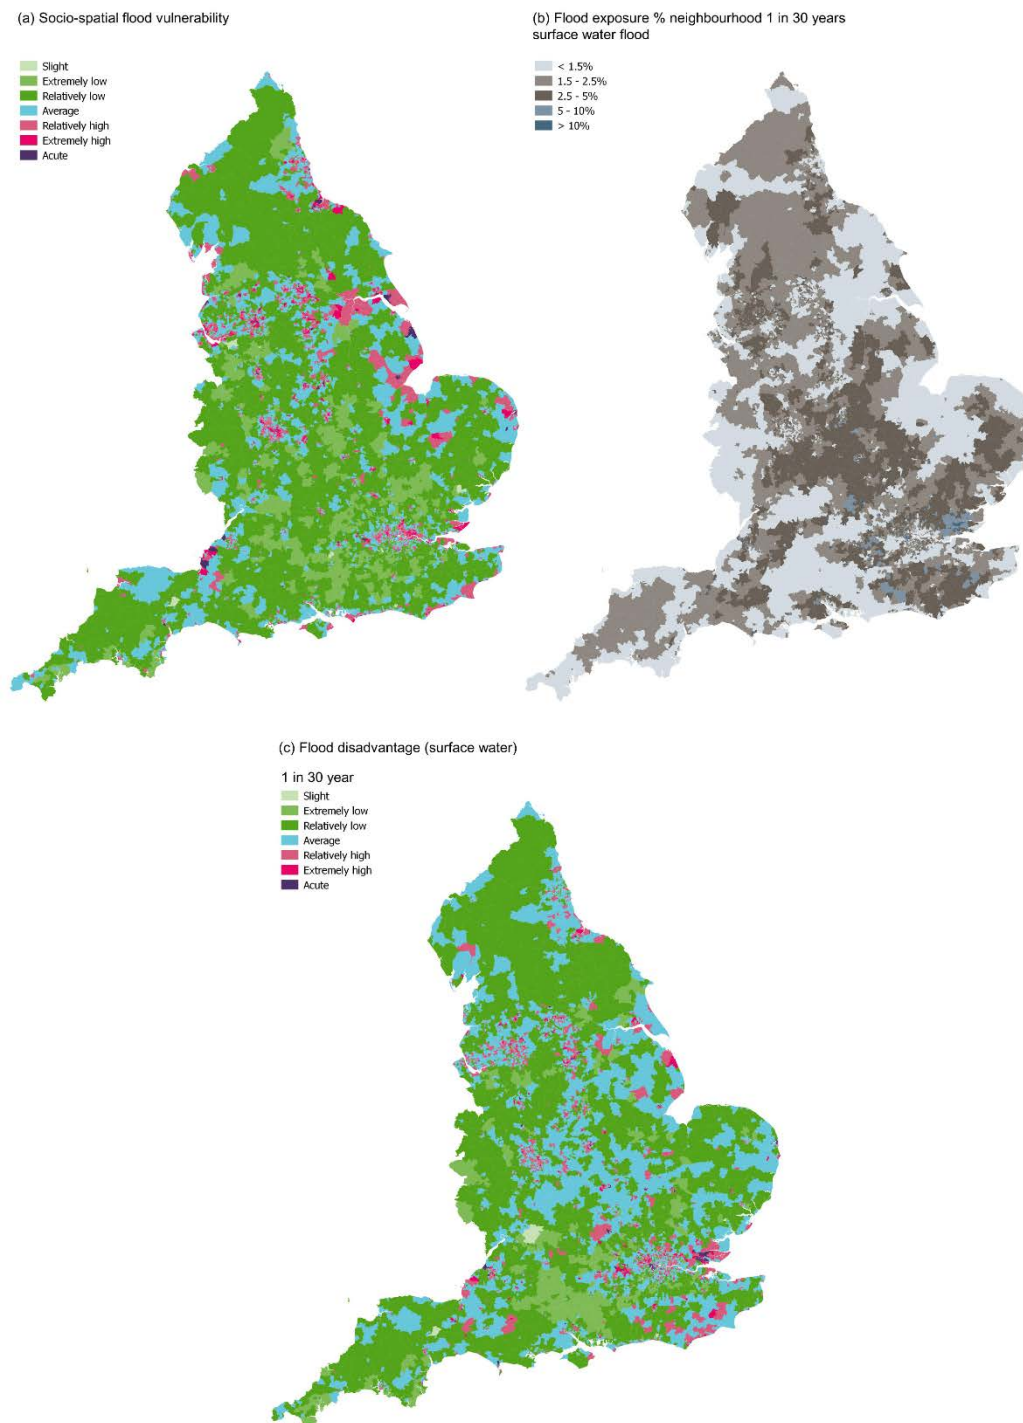 (a) Socio-spatial flood vulnerability
Slight
Extremely low
Relatively low
Average
Relatively high
Extremely high
Acute
(b) Flood exposure % neighbourhood 1 in 30 years
surface water flood
< 1.5%
1.5 - 2.5%
2.5 - 5%
5 - 10%
> 10%
(c) Flood disadvantage (surface water)
1 in 30 year
Slight
Extremely low
Relatively low
Average
Relatively high
Extremely high
Acute